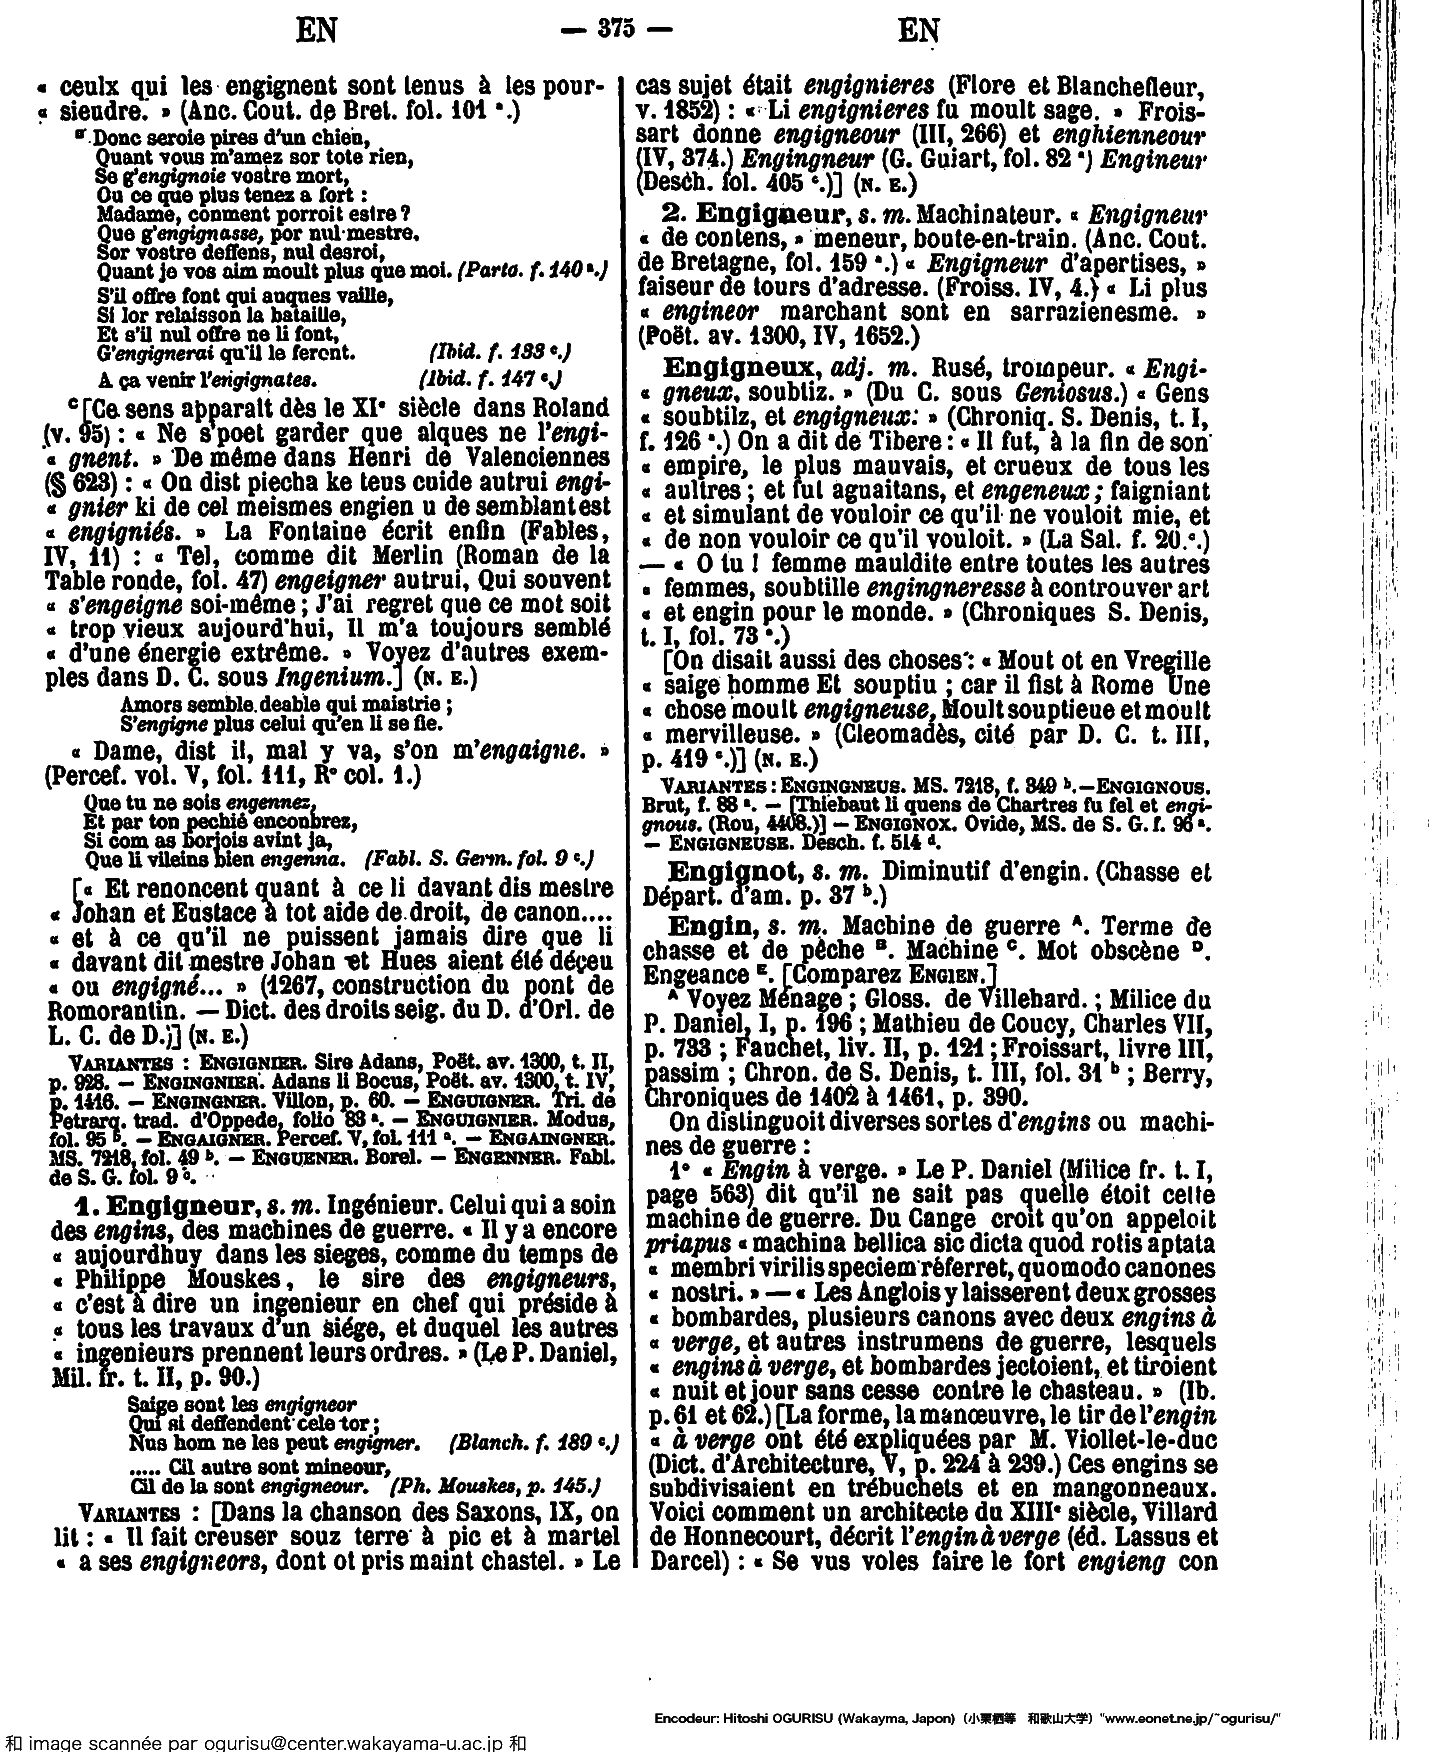 EN — 375 — EN
« ceulx qui les engignent sont tenus à les pour-
« siendre. » (Anc. Cout. de Bret. fol. 101 ª.)
ᴮ Donc seroie pires d'un chien,
Quant vous m'amez sor tote rien,
Se g'engignoie vostre mort,
Ou ce que plus tenez a fort :
Madame, conment porroit estre ?
Que g'engignasse, por nul mestre,
Sor vostre deffens, nul desroi,
Quant je vos aim moult plus que moi. (Parto. f. 140 ª.)
S'il offre font qui auques vaille,
Si lor relaisson la bataille,
Et s'il nul offre ne li font,
G'engignerai qu'il le feront. (Ibid. f. 133 ᶜ.)
A ça venir l'engignates. (Ibid. f. 147 ᶜ.)
ᶜ [Ce sens apparaît dès le XIᵉ siècle dans Roland
(v. 95) : « Ne s'poet garder que alques ne l'engi-
« gnent. » De même dans Henri de Valenciennes
(§ 623) : « On dist piecha ke teus cuide autrui engi-
« gnier ki de cel meismes engien u de semblant est
« engigniés. » La Fontaine écrit enfin (Fables,
IV, 11) : « Tel, comme dit Merlin (Roman de la
Table ronde, fol. 47) engeigner autrui, Qui souvent
« s'engeigne soi-même ; J'ai regret que ce mot soit
« trop vieux aujourd'hui, Il m'a toujours semblé
« d'une énergie extrême. » Voyez d'autres exem-
ples dans D. C. sous Ingenium.] (N. E.)
Amors semble deable qui maistrie ;
S'engigne plus celui qu'en li se fie.
« Dame, dist il, mal y va, s'on m'engaigne. »
(Percef. vol. V, fol. 111, Rº col. 1.)
Que tu ne sois engennez,
Et par ton pechié enconbrez,
Si com as borjois avint ja,
Que li vileins bien engenna. (Fabl. S. Germ. fol. 9 ᶜ.)
[« Et renoncent quant à ce li davant dis mestre
« Johan et Eustace à tot aide de droit, de canon....
« et à ce qu'il ne puissent jamais dire que li
« davant dit mestre Johan et Hues aient été déçeu
« ou engigné... » (1267, construction du pont de
Romorantin. — Dict. des droits seig. du D. d'Orl. de
L. C. de D.)] (N. E.)
VARIANTES : ENGIGNIER. Sire Adans, Poët. av. 1300, t. II,
p. 928. — ENGINGNIER. Adans li Bocus, Poët. av. 1300, t. IV,
p. 1416. — ENGINGNER. Villon, p. 60. — ENGUIGNER. Tri. de
Petrarq. trad. d'Oppede, folio 83 ª. — ENGUIGNIER. Modus,
fol. 95 ᵇ. — ENGAIGNER. Percef. V, fol. 111 ª. — ENGAINGNER.
MS. 7218, fol. 49 ᵇ. — ENGUENER. Borel. — ENGENNER. Fabl.
de S. G. fol. 9 ᶜ.
1. Engigneur, s. m. Ingénieur. Celui qui a soin
des engins, des machines de guerre. « Il y a encore
« aujourdhuy dans les sieges, comme du temps de
« Philippe Mouskes, le sire des engigneurs,
« c'est à dire un ingenieur en chef qui préside à
« tous les travaux d'un siége, et duquel les autres
« ingenieurs prennent leurs ordres. » (Le P. Daniel,
Mil. fr. t. II, p. 90.)
Saige sont les engigneor
Qui si deffendent cele tor ;
Nus hom ne les peut engigner. (Blanch. f. 189 ᶜ.)
..... Cil autre sont mineour,
Cil de la sont engigneour. (Ph. Mouskes, p. 145.)
VARIANTES : [Dans la chanson des Saxons, IX, on
lit : « Il fait creuser souz terre à pic et à martel
« a ses engigneors, dont ot pris maint chastel. » Le
cas sujet était engignieres (Flore et Blanchefleur,
v. 1852) : « Li engignieres fu moult sage. » Frois-
sart donne engigneour (III, 266) et enghienneour
(IV, 374.) Engingneur (G. Guiart, fol. 82 ª) Engineur
(Desch. fol. 405 ᶜ.)] (N. E.)
2. Engigneur, s. m. Machinateur. « Engigneur
« de contens, » meneur, boute-en-train. (Anc. Cout.
de Bretagne, fol. 159 ª.) « Engigneur d'apertises, »
faiseur de tours d'adresse. (Froiss. IV, 4.) « Li plus
« engineor marchant sont en sarrazienesme. »
(Poët. av. 1300, IV, 1652.)
Engigneux, adj. m. Rusé, trompeur. « Engi-
« gneux, soubliz. » (Du C. sous Geniosus.) « Gens
« soubtilz, et engigneux: » (Chroniq. S. Denis, t. I,
f. 126 ª.) On a dit de Tibere : « Il fut, à la fin de son
« empire, le plus mauvais, et crueux de tous les
« aultres ; et fut aguaitans, et engeneux ; faigniant
« et simulant de vouloir ce qu'il ne vouloit mie, et
« de non vouloir ce qu'il vouloit. » (La Sal. f. 20 ª.)
— « O tu ! femme mauldite entre toutes les autres
« femmes, soubtille engingneresse à controuver art
« et engin pour le monde. » (Chroniques S. Denis,
t. I, fol. 73 ª.)
[On disait aussi des choses : « Mout ot en Vregille
« saige homme Et souptiu ; car il fist à Rome Une
« chose moult engigneuse, Moult souptieue et moult
« mervilleuse. » (Cleomadès, cité par D. C. t. III,
p. 419 ᶜ.)] (N. E.)
VARIANTES : ENGINGNEUS. MS. 7218, f. 349 ᵇ. — ENGIGNOUS.
Brut, f. 88 ª. — [Thiebaut li quens de Chartres fu fel et engi-
gnous. (Rou, 4408.)] — ENGIGNOX. Ovide, MS. de S. G. f. 96 ª.
— ENGIGNEUSE. Desch. f. 514 ᵈ.
Engignot, s. m. Diminutif d'engin. (Chasse et
Départ. d'am. p. 37 ᵇ.)
Engin, s. m. Machine de guerre ᴬ. Terme de
chasse et de pêche ᴮ. Machine ᶜ. Mot obscène ᴰ.
Engeance ᴱ. [Comparez ENGIEN.]
ᴬ Voyez Ménage ; Gloss. de Villehard. ; Milice du
P. Daniel, I, p. 196 ; Mathieu de Coucy, Charles VII,
p. 733 ; Fauchet, liv. II, p. 121 ; Froissart, livre III,
passim ; Chron. de S. Denis, t. III, fol. 31 ᵇ ; Berry,
Chroniques de 1402 à 1461, p. 390.
On distinguoit diverses sortes d'engins ou machi-
nes de guerre :
1º « Engin à verge. » Le P. Daniel (Milice fr. t. I,
page 563) dit qu'il ne sait pas quelle étoit cette
machine de guerre. Du Cange croit qu'on appeloit
priapus « machina bellica sic dicta quod rotis aptata
« membri virilis speciem referret, quomodo canones
« nostri. » — « Les Anglois y laisserent deux grosses
« bombardes, plusieurs canons avec deux engins à
« verge, et autres instrumens de guerre, lesquels
« engins à verge, et bombardes jectoient, et tiroient
« nuit et jour sans cesse contre le chasteau. » (Ib.
p. 61 et 62.) [La forme, la manœuvre, le tir de l'engin
« à verge ont été expliquées par M. Viollet-le-duc
(Dict. d'Architecture, V, p. 224 à 239.) Ces engins se
subdivisaient en trébuchets et en mangonneaux.
Voici comment un architecte du XIIIᵉ siècle, Villard
de Honnecourt, décrit l'engin à verge (éd. Lassus et
Darcel) : « Se vus voles faire le fort engieng con
Encodeur: Hitoshi OGURISU (Wakayma, Japon) (小栗栖等 和歌山大学) "www.eonet.ne.jp/~ogurisu/"
和 image scannée par ogurisu@center.wakayama-u.ac.jp 和